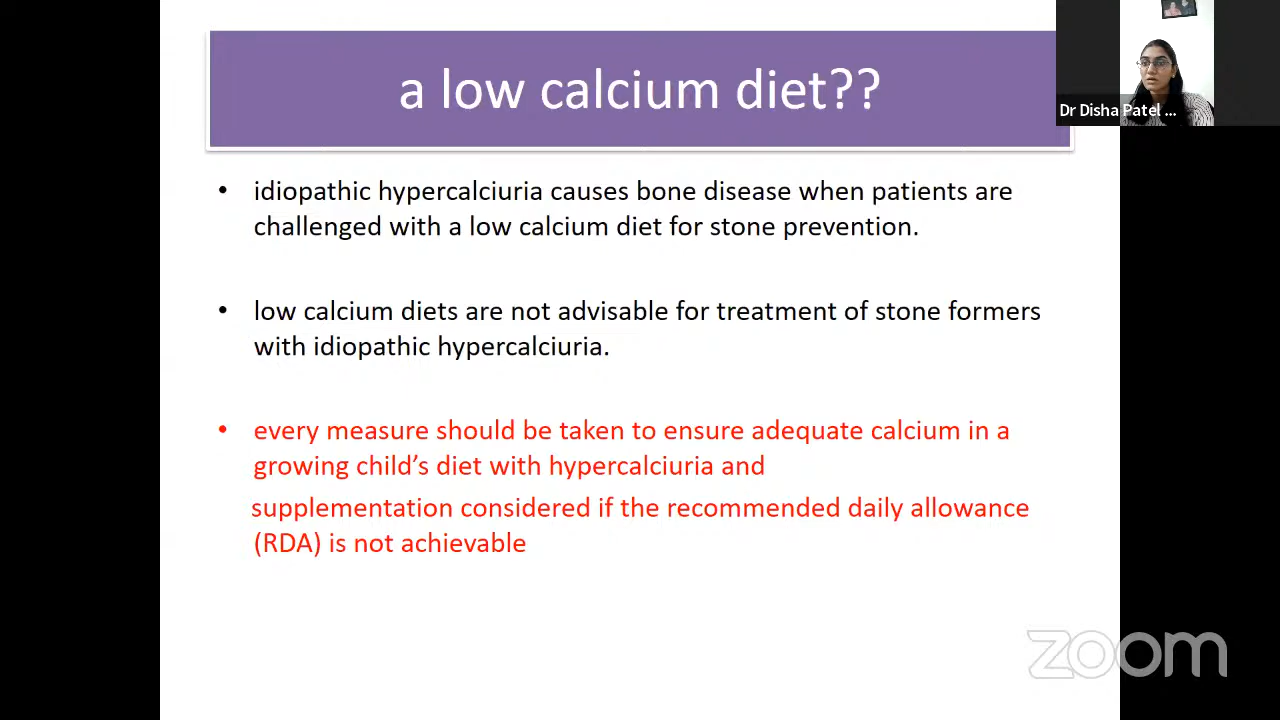 a low calcium diet??
Dr Disha Patel ...
• idiopathic hypercalciuria causes bone disease when patients are
challenged with a low calcium diet for stone prevention.
• low calcium diets are not advisable for treatment of stone formers
with idiopathic hypercalciuria.
• every measure should be taken to ensure adequate calcium in a
growing child's diet with hypercalciuria and
supplementation considered if the recommended daily allowance
(RDA) is not achievable
zoom